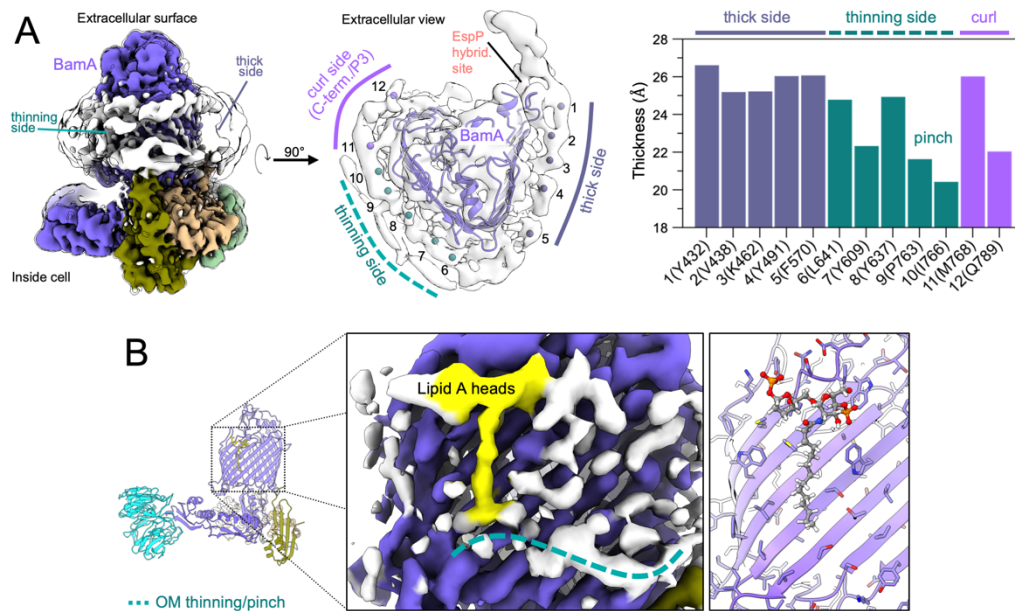 A
Extracellular surface
BamA
thick
side
thinning
side
Inside cell
90°
Extracellular view
EspP
hybrid.
site
curl side
(C-term./P3)
12
11
10
9
8
7
6
BamA
1
2
3
4
5
thick side
thinning side
thick side
thinning side
curl
Thickness (Å)
28
26
24
22
20
18
pinch
1(Y432)
2(V438)
3(K462)
4(Y491)
5(F570)
6(L641)
7(Y609)
8(Y637)
9(P763)
10(I766)
11(M768)
12(Q789)
B
Lipid A heads
OM thinning/pinch